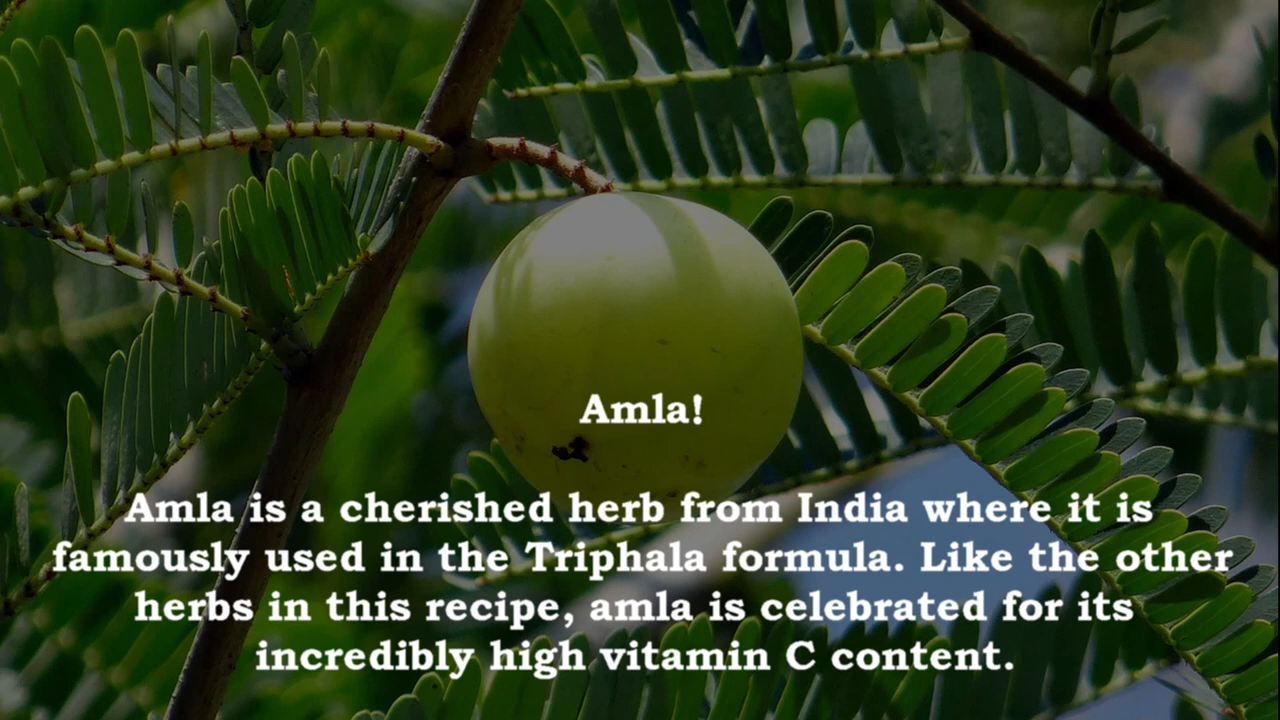 Amla!
Amla is a cherished herb from India where it is
famously used in the Triphala formula. Like the other
herbs in this recipe, amla is celebrated for its
incredibly high vitamin C content.